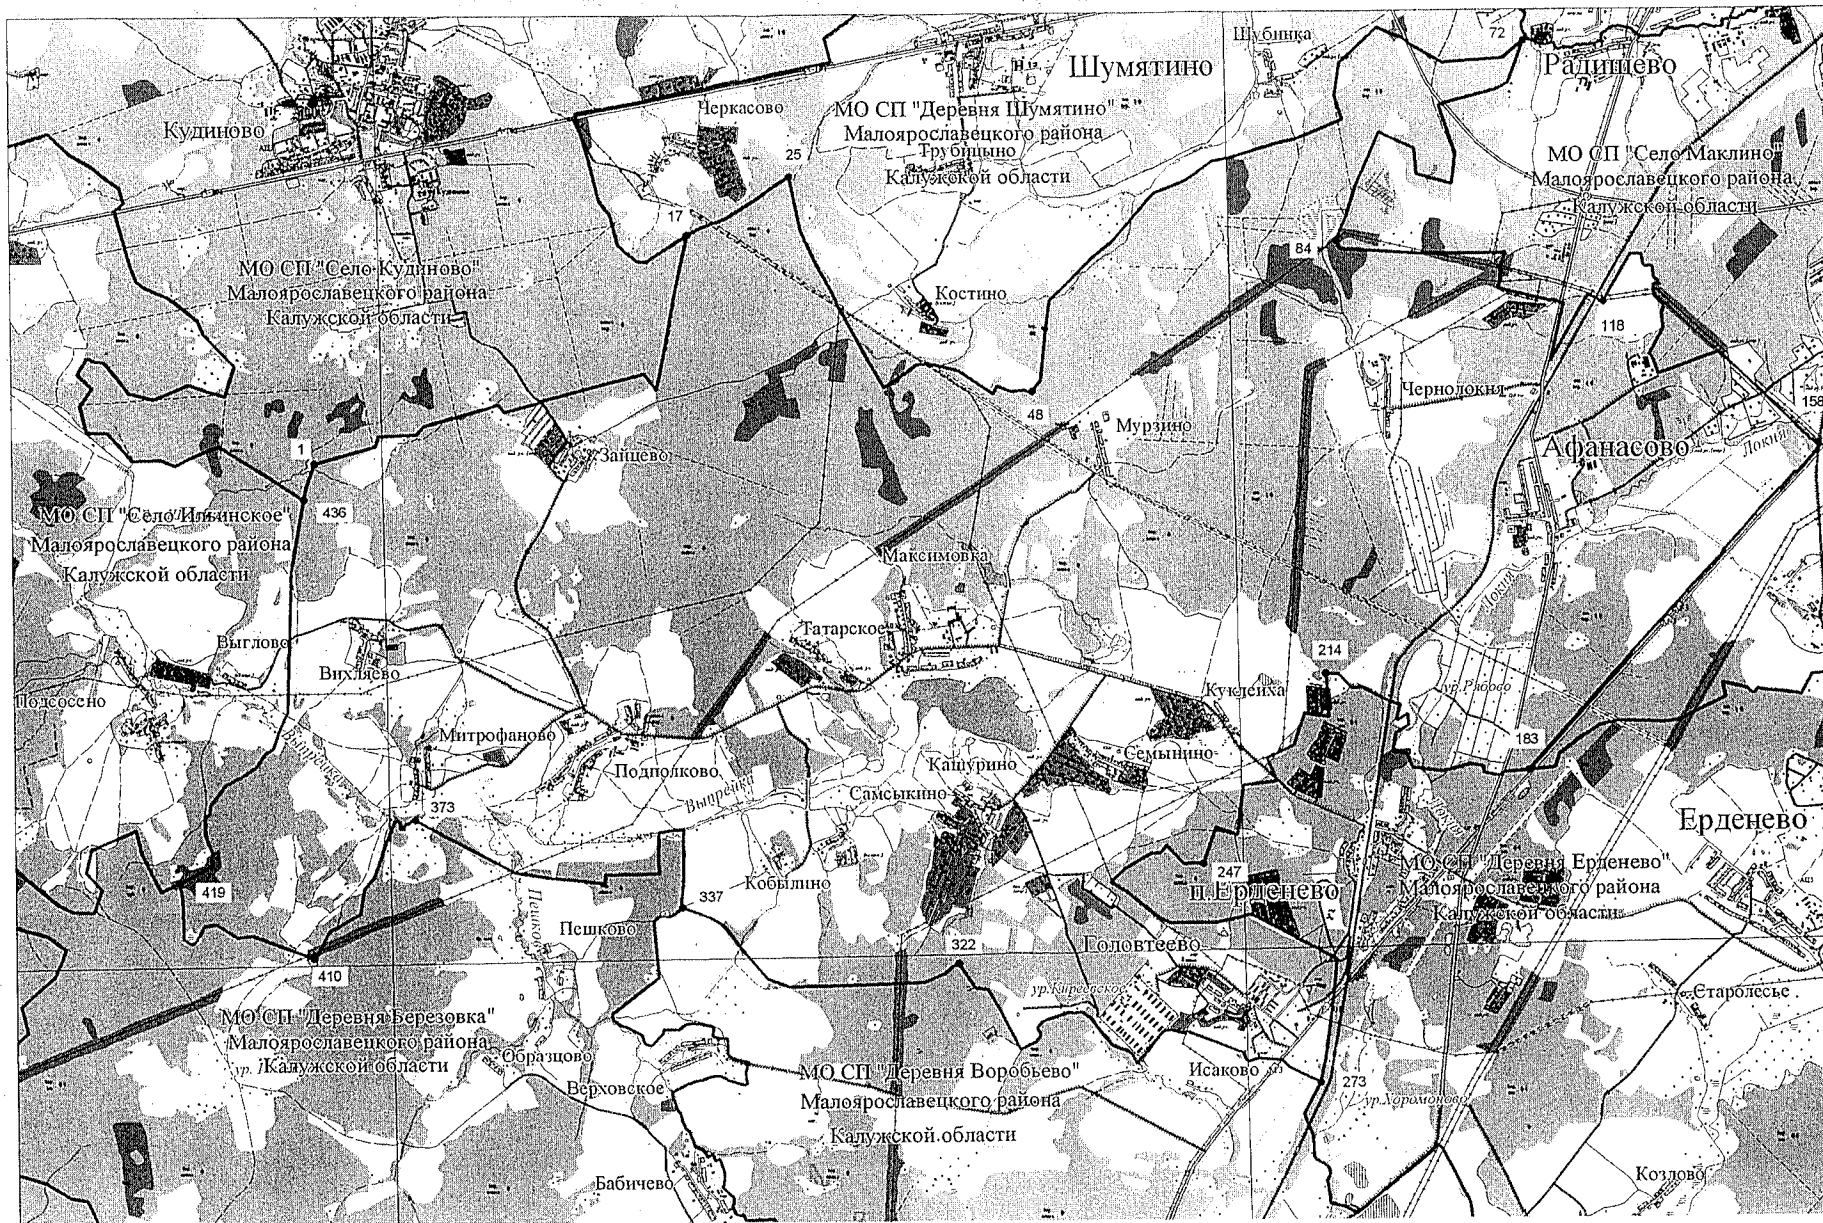 Шубинка
72
Шумятино
Радищево
Черкасово
МО СП "Деревня Шумятино"
Малоярославецкого района
Трубицыно
Калужской области
Кудиново
25
МО СП "Село Маклино"
Малоярославецкого района
Калужской области
17
84
МО СП "Село Кудиново"
Малоярославецкого района
Калужской области
Костино
118
Чернолокня
158
48
Мурзино
Афанасово
Локня
1
Зайцево
436
МО СП "Село Ильинское"
Малоярославецкого района
Калужской области
Максимовка
Локня
Татарское
Выглово
Вихляево
214
Куклеиха
ур.Рябосо
Подсосено
Митрофаново
183
Семынино
Кашурино
Подполково
Выпрейка
Самсыкино
373
Ерденево
МО СП "Деревня Ерденево"
Малоярославецкого района
Калужской области
247
п.Ерденево
419
Кобылино
337
Пешково
322
Головтеево
410
ур.Киреевское
Старолесье
МО СП "Деревня Березовка"
Малоярославецкого района
Калужской области
Образцово
Верховское
МО СП "Деревня Воробьево"
Малоярославецкого района
Калужской области
Исаково
273
ур.Хоромоново
Бабичево
Козлово